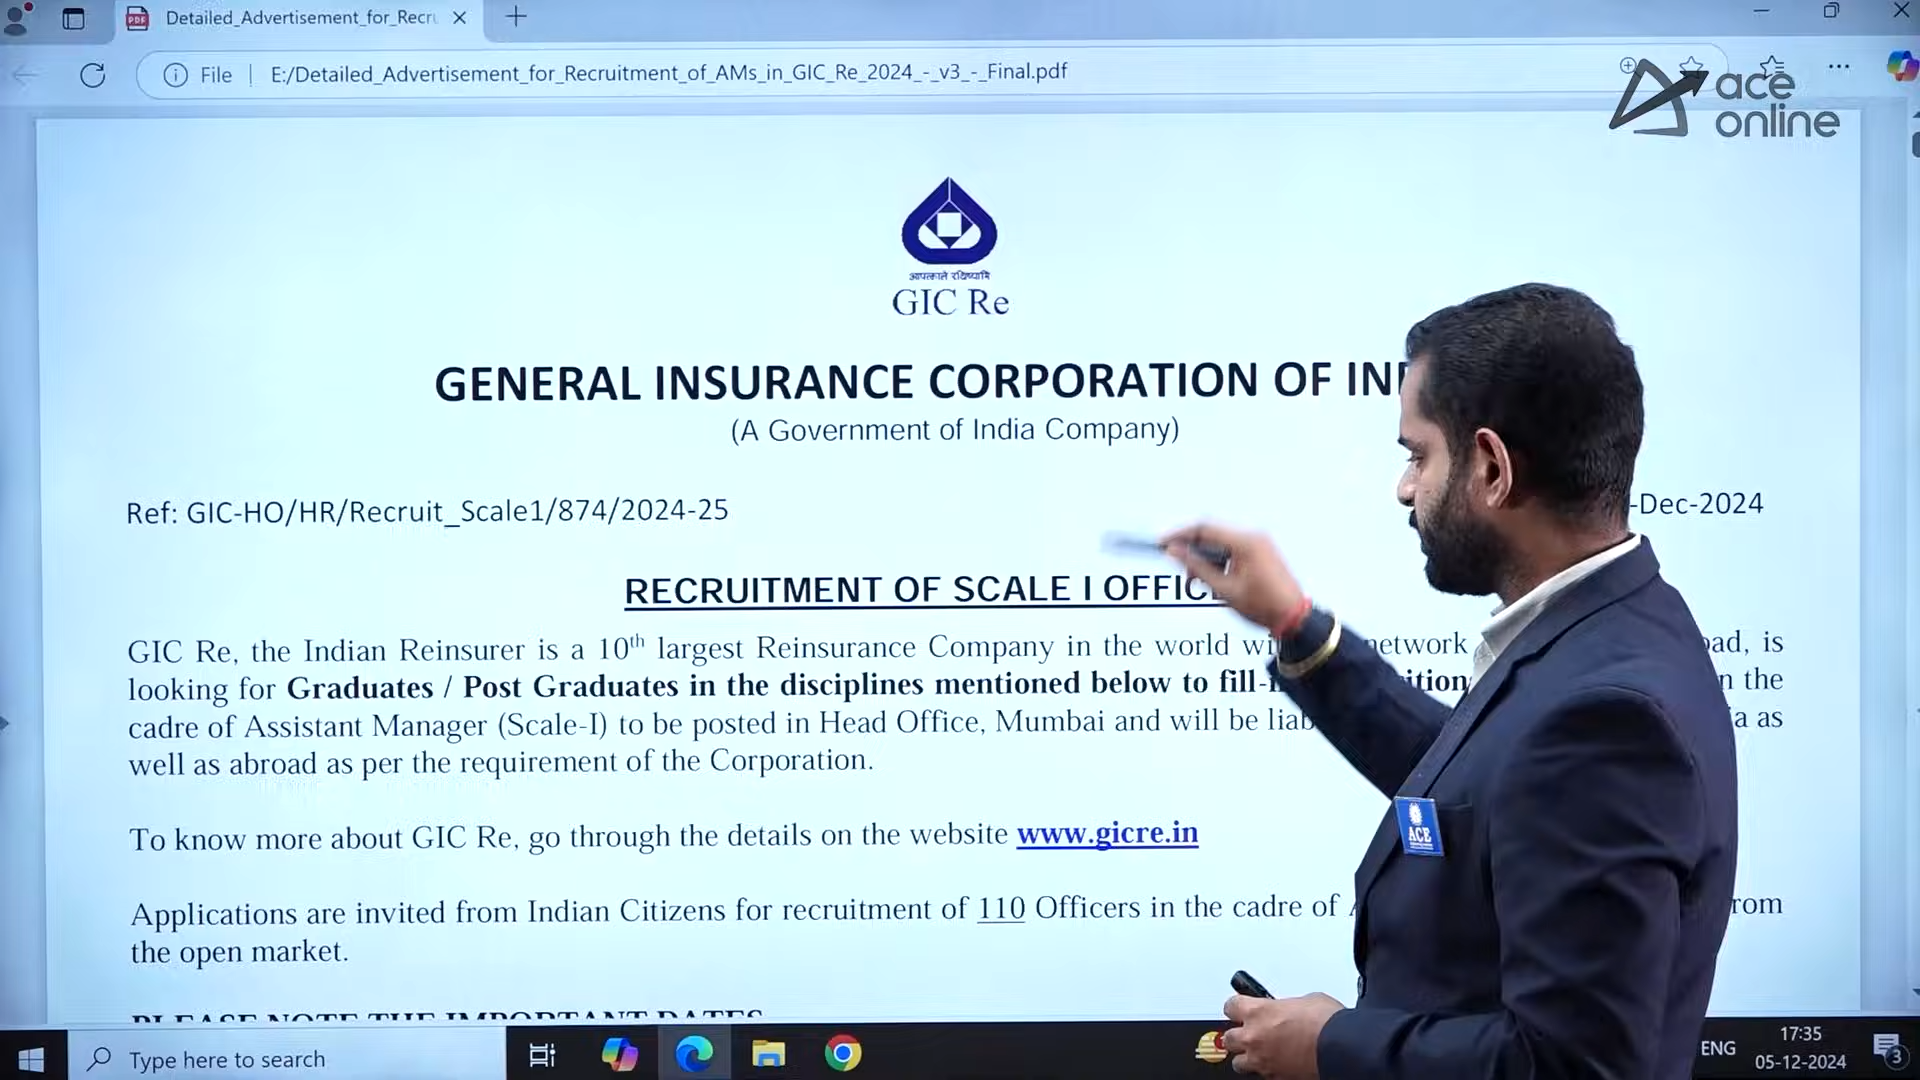 Detailed_Advertisement_for_Recru
File
E:/Detailed_Advertisement_for_Recruitment_of_AMs_in_GIC_Re_2024_-_v3_-_Final.pdf
ace
online
आपत्काले रक्षिष्यामि
GIC Re
GENERAL INSURANCE CORPORATION OF IN
(A Government of India Company)
Ref: GIC-HO/HR/Recruit_Scale1/874/2024-25 -Dec-2024
RECRUITMENT OF SCALE I OFFIC
GIC Re, the Indian Reinsurer is a 10th largest Reinsurance Company in the world network is
looking for Graduates / Post Graduates in the disciplines mentioned below to fill- the
cadre of Assistant Manager (Scale-I) to be posted in Head Office, Mumbai and will be as
well as abroad as per the requirement of the Corporation.
To know more about GIC Re, go through the details on the website www.gicre.in
Applications are invited from Indian Citizens for recruitment of 110 Officers in the cadre of from
the open market.
PLEASE NOTE THE IMPORTANT DATES
ACE
Type here to search
ENG
17:35
05-12-2024
3